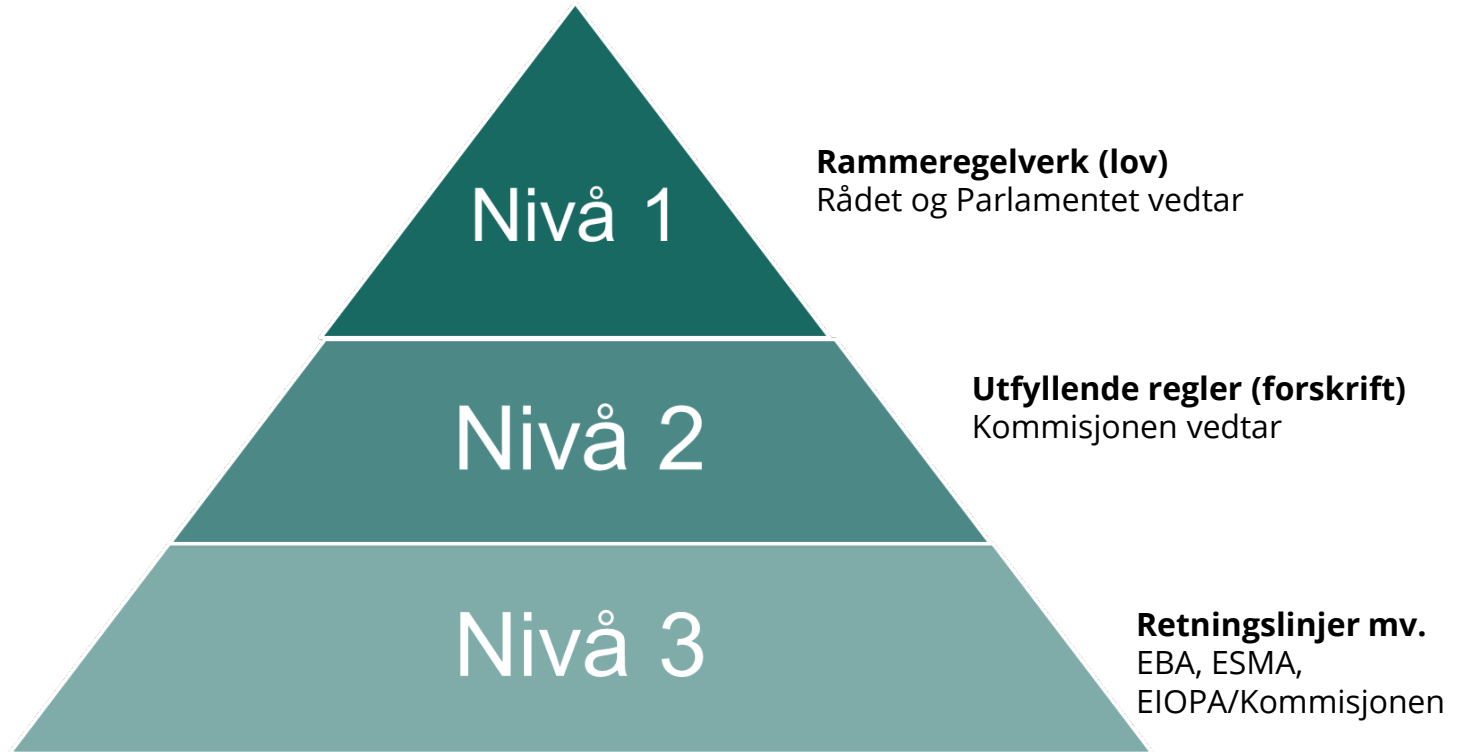 Nivå 1
Rammeregelverk (lov)
Rådet og Parlamentet vedtar
Nivå 2
Utfyllende regler (forskrift)
Kommisjonen vedtar
Nivå 3
Retningslinjer mv.
EBA, ESMA,
EIOPA/Kommisjonen